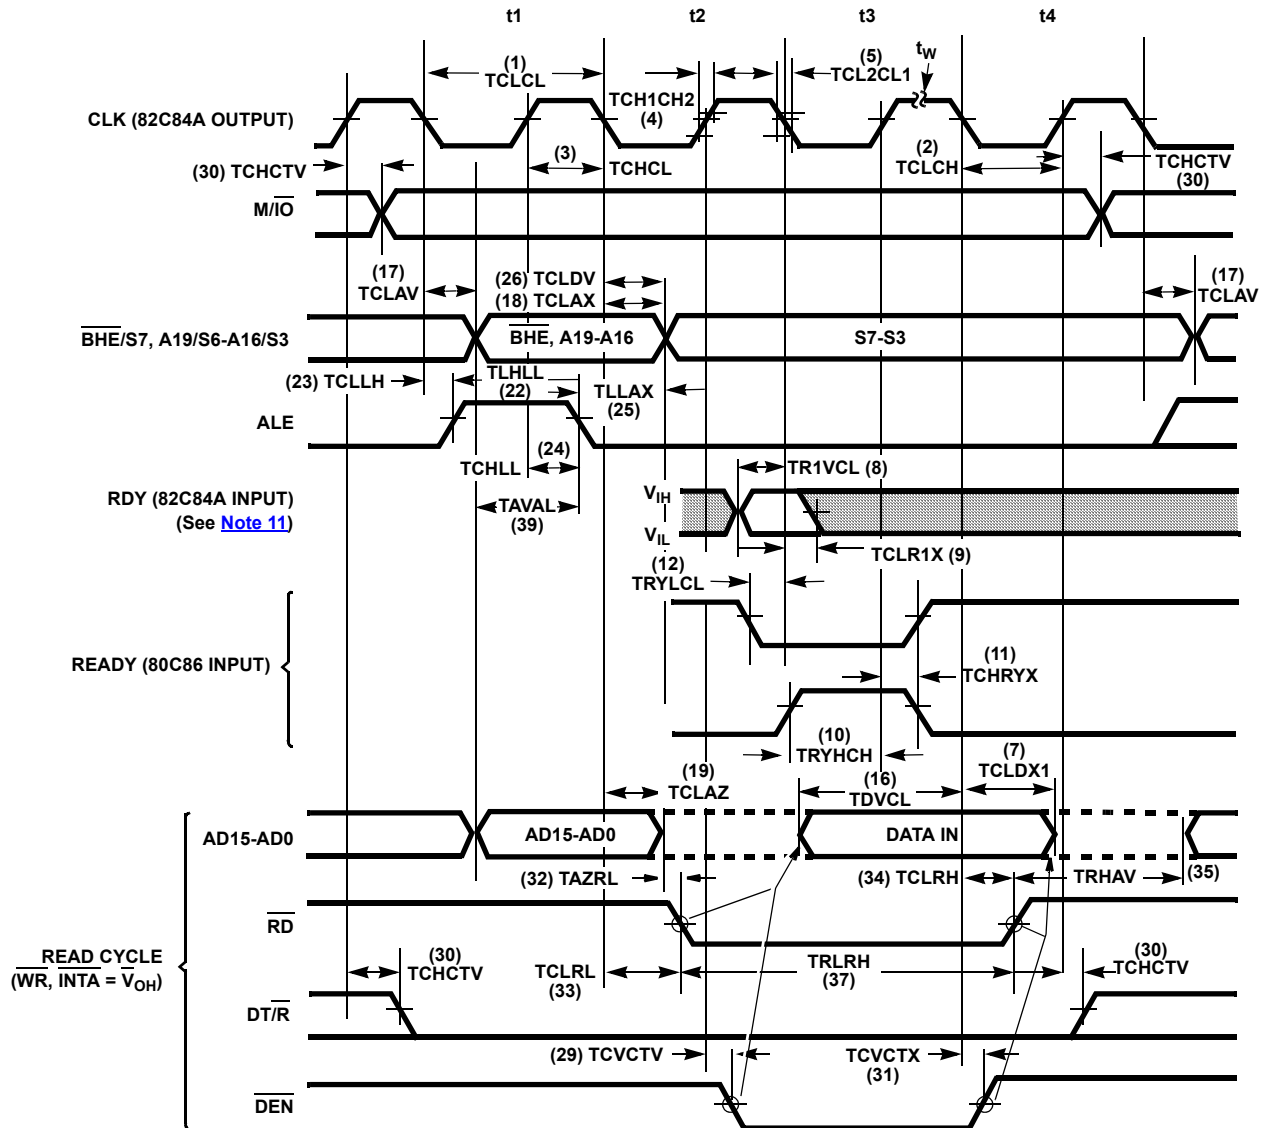 t1 t2 t3 t4
(1)
TCLCL
TCH1CH2
(4)
(5)
TCL2CL1
tW
CLK (82C84A OUTPUT)
(30) TCHCTV
(3)
TCHCL
(2)
TCLCH
TCHCTV
(30)
M/IO
(17)
TCLAV
(26) TCLDV
(18) TCLAX
(17)
TCLAV
BHE/S7, A19/S6-A16/S3
BHE, A19-A16
S7-S3
(23) TCLLH
TLHLL
(22)
TLLAX
(25)
ALE
TCHLL
(24)
TR1VCL (8)
RDY (82C84A INPUT)
(See Note 11)
TAVAL
(39)
VIH
VIL
TCLR1X (9)
(12)
TRYLCL
READY (80C86 INPUT)
(11)
TCHRYX
(10)
TRYHCH
(19)
TCLAZ
(16)
TDVCL
(7)
TCLDX1
AD15-AD0
AD15-AD0
DATA IN
(32) TAZRL
(34) TCLRH
TRHAV
(35)
RD
READ CYCLE
(WR, INTA = VOH)
(30)
TCHCTV
TCLRL
(33)
TRLRH
(37)
(30)
TCHCTV
DT/R
(29) TCVCTV
TCVCTX
(31)
DEN